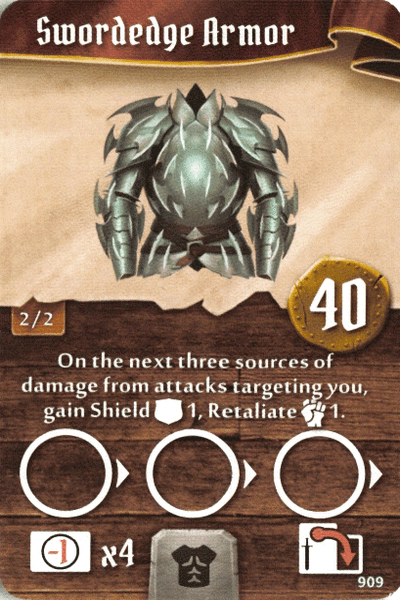 Swordedge Armor
2/2
40
On the next three sources of
damage from attacks targeting you,
gain Shield 1, Retaliate 1.
-1 x4
909